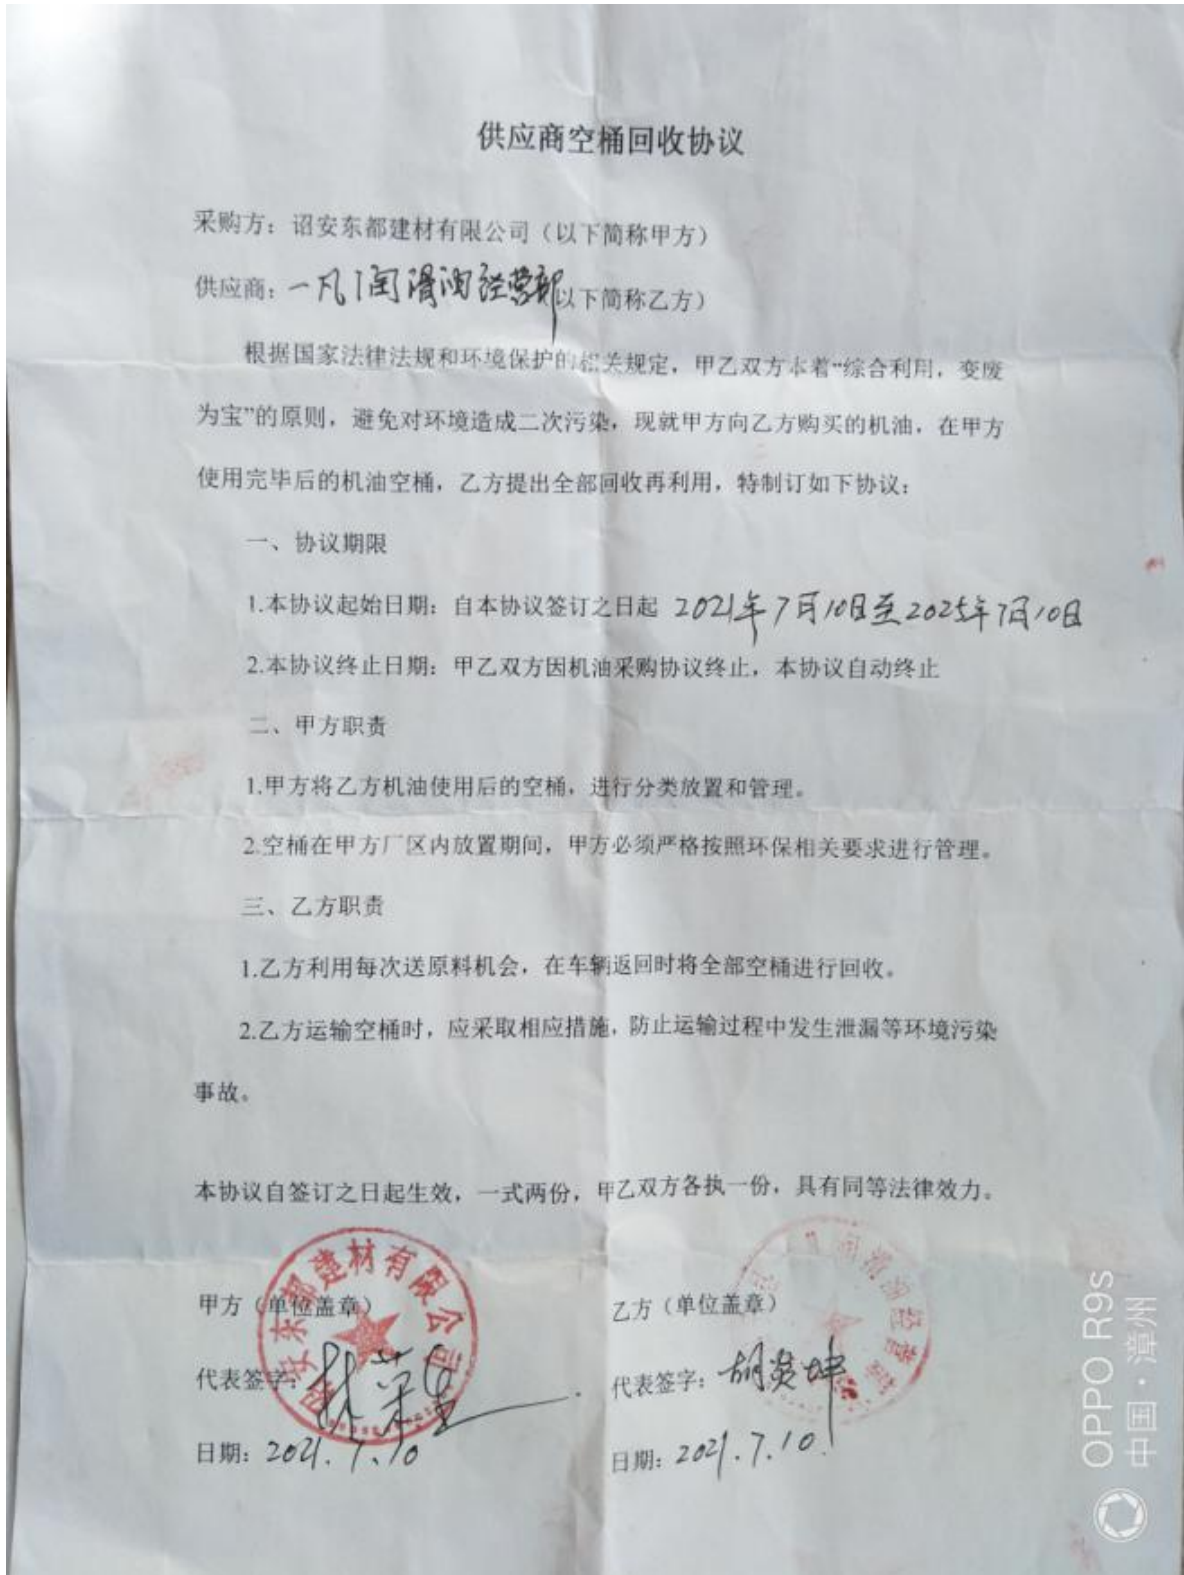 供应商空桶回收协议
采购方：诏安东都建材有限公司（以下简称甲方）
供应商：一凡润滑油经营部以下简称乙方）
根据国家法律法规和环境保护的相关规定，甲乙双方本着“综合利用，变废
为宝”的原则，避免对环境造成二次污染，现就甲方向乙方购买的机油，在甲方
使用完毕后的机油空桶，乙方提出全部回收再利用，特制订如下协议：
一、协议期限
1.本协议起始日期：自本协议签订之日起 2021年7月10日至2025年7月10日
2.本协议终止日期：甲乙双方因机油采购协议终止，本协议自动终止
二、甲方职责
1.甲方将乙方机油使用后的空桶，进行分类放置和管理。
2.空桶在甲方厂区内放置期间，甲方必须严格按照环保相关要求进行管理。
三、乙方职责
1.乙方利用每次送原料机会，在车辆返回时将全部空桶进行回收。
2.乙方运输空桶时，应采取相应措施，防止运输过程中发生泄漏等环境污染
事故。
本协议自签订之日起生效，一式两份，甲乙双方各执一份，具有同等法律效力。
诏安东都建材有限公司
润滑油经营部
甲方（单位盖章）
乙方（单位盖章）
代表签字：
代表签字：胡炎坤
日期：2021.7.10
日期：2021.7.10.
OPPO R9s
中国·漳州